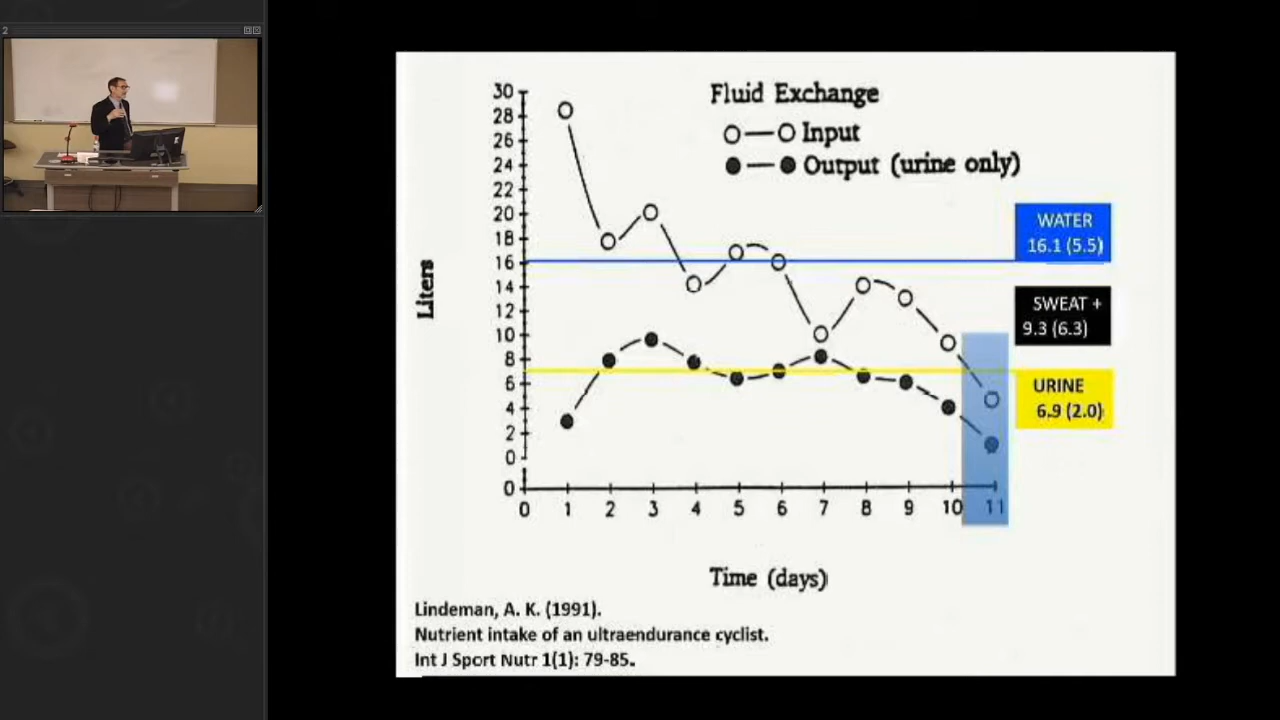 2
Fluid Exchange
Input
Output (urine only)
30
28
26
24
22
20
18
16
14
12
10
8
6
4
2
0
0
Liters
WATER
16.1 (5.5)
SWEAT +
9.3 (6.3)
URINE
6.9 (2.0)
0 1 2 3 4 5 6 7 8 9 10 11
Time (days)
Lindeman, A. K. (1991).
Nutrient intake of an ultraendurance cyclist.
Int J Sport Nutr 1(1): 79-85.